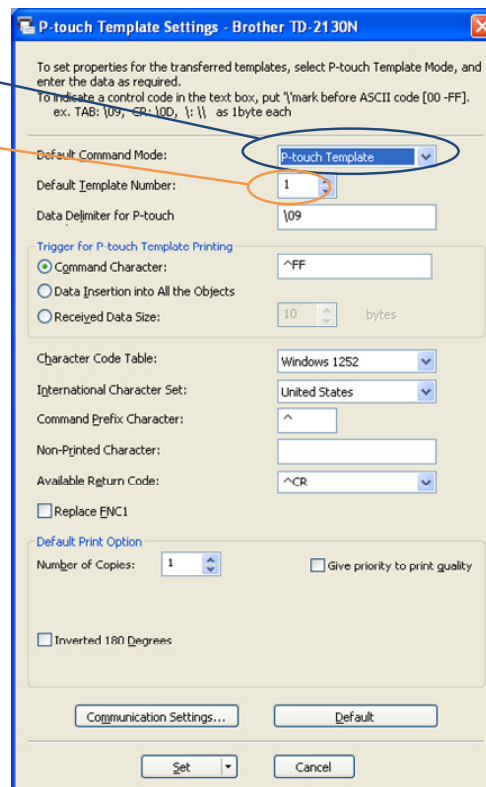 P-touch Template Settings - Brother TD-2130N
To set properties for the transferred templates, select P-touch Template Mode, and
enter the data as required.
To indicate a control code in the text box, put '\'mark before ASCII code [00 -FF].
ex. TAB: \09, CR: \0D, \: \\ as 1byte each
Default Command Mode: P-touch Template
Default Template Number: 1
Data Delimiter for P-touch \09
Trigger for P-touch Template Printing
Command Character: ^FF
Data Insertion into All the Objects
Received Data Size: 10 bytes
Character Code Table: Windows 1252
International Character Set: United States
Command Prefix Character: ^
Non-Printed Character:
Available Return Code: ^CR
Replace FNC1
Default Print Option
Number of Copies: 1 Give priority to print quality
Inverted 180 Degrees
Communication Settings... Default
Set Cancel